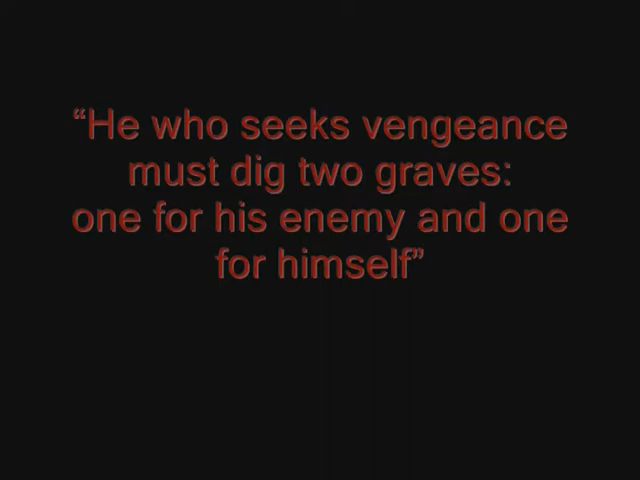 “He who seeks vengeance
must dig two graves:
one for his enemy and one
for himself”